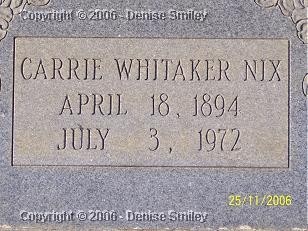 Copyright © 2006 - Denise Smiley
CARRIE WHITAKER NIX
APRIL 18, 1894
JULY 3, 1972
25/11/2006
Copyright © 2006 - Denise Smiley